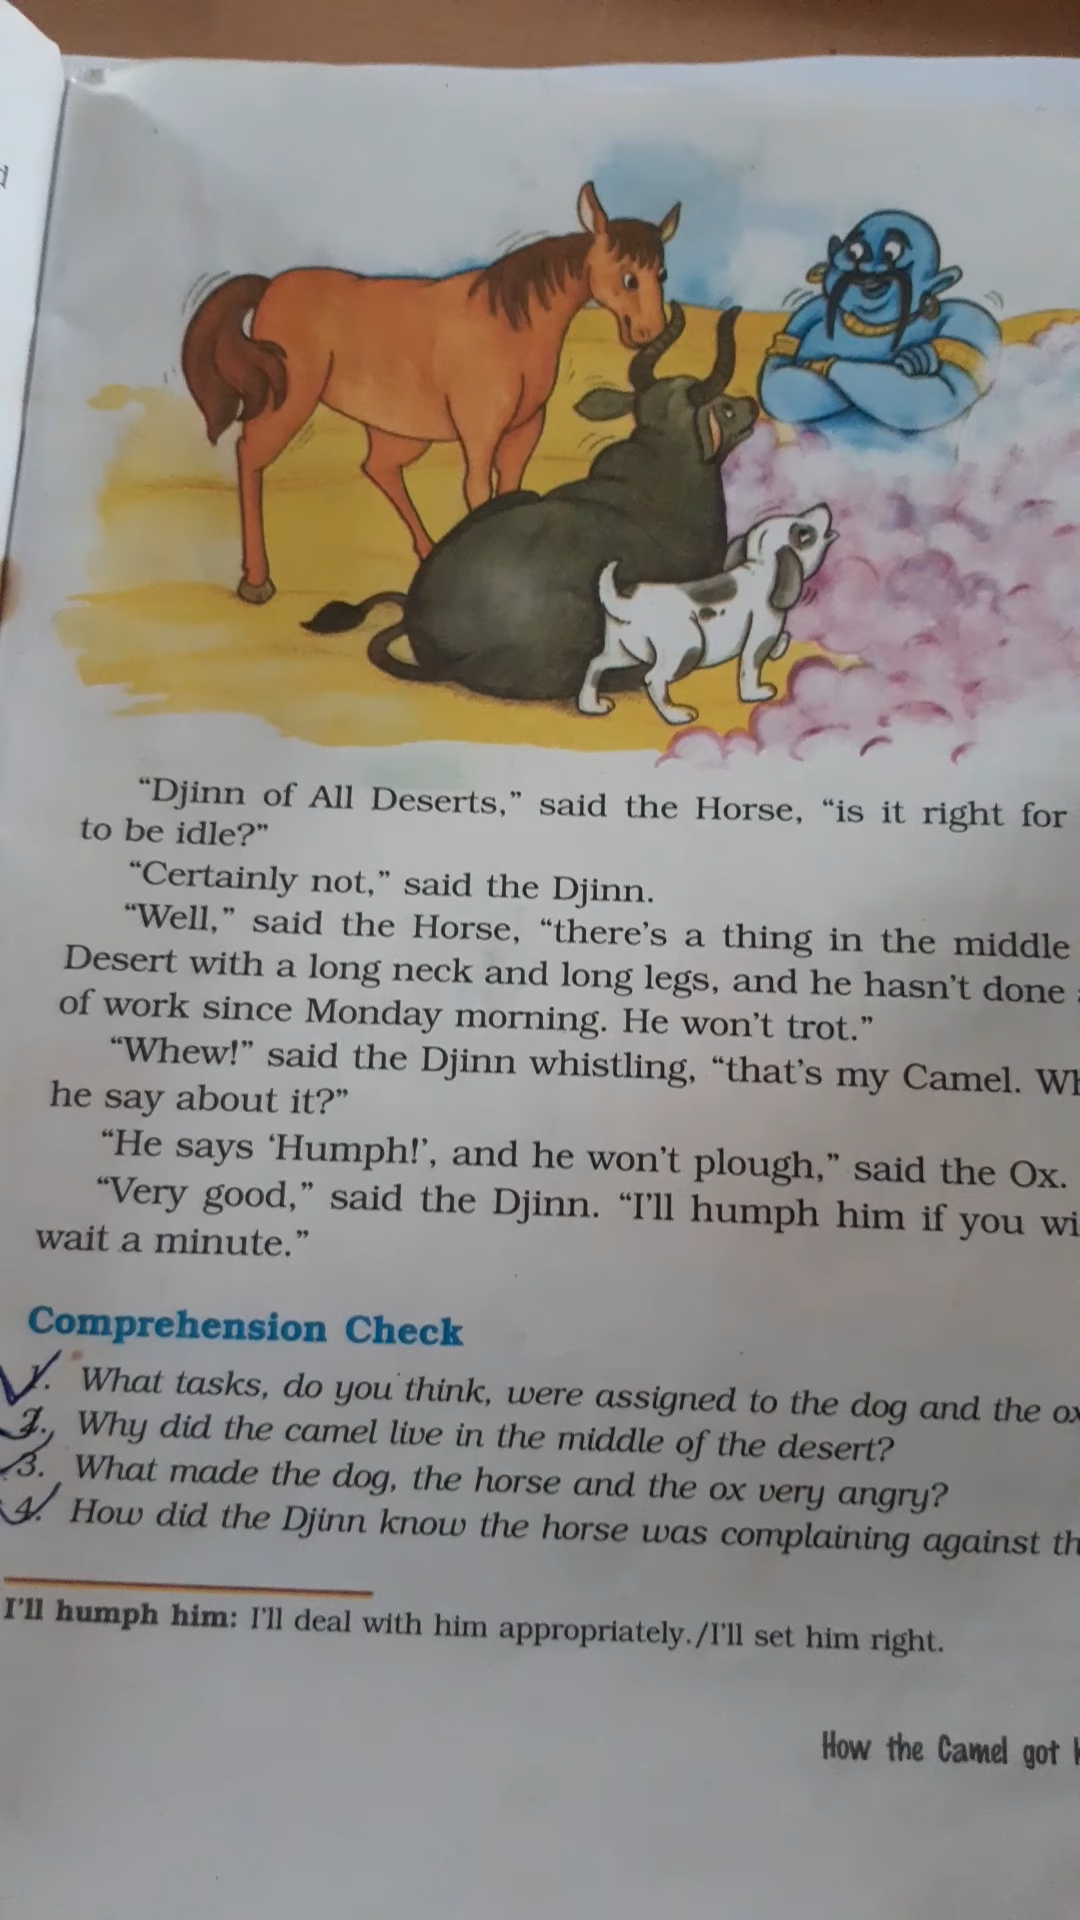 “Djinn of All Deserts,” said the Horse, “is it right for
to be idle?”
“Certainly not,” said the Djinn.
“Well,” said the Horse, “there’s a thing in the middle
Desert with a long neck and long legs, and he hasn’t done
of work since Monday morning. He won’t trot.”
“Whew!” said the Djinn whistling, “that’s my Camel.
he say about it?”
“He says ‘Humph!’, and he won’t plough,” said the Ox.
“Very good,” said the Djinn. “I’ll humph him if you
wait a minute.”
Comprehension Check
1. What tasks, do you think, were assigned to the dog and the
2. Why did the camel live in the middle of the desert?
3. What made the dog, the horse and the ox very angry?
4. How did the Djinn know the horse was complaining against
I’ll humph him: I’ll deal with him appropriately./I’ll set him right.
How the Camel got